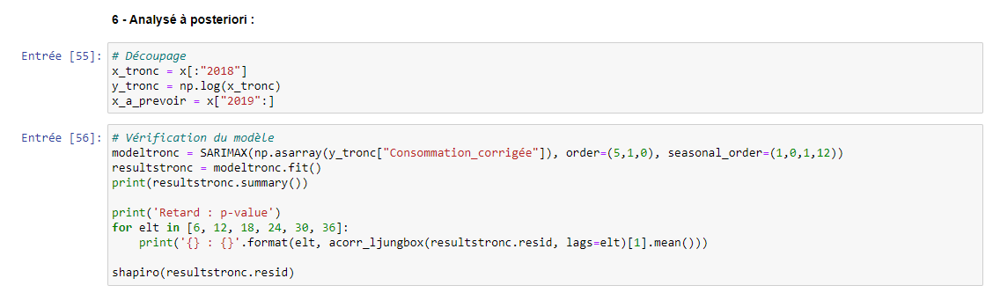 6 - Analysé à posteriori :
Entrée [55]: # Découpage
x_tronc = x[:"2018"]
y_tronc = np.log(x_tronc)
x_a_prevoir = x["2019":]
Entrée [56]: # Vérification du modèle
modeltronc = SARIMAX(np.asarray(y_tronc["Consommation_corrigée"]), order=(5,1,0), seasonal_order=(1,0,1,12))
resultstronc = modeltronc.fit()
print(resultstronc.summary())
print('Retard : p-value')
for elt in [6, 12, 18, 24, 30, 36]:
    print('{} : {}'.format(elt, acorr_ljungbox(resultstronc.resid, lags=elt)[1].mean()))
shapiro(resultstronc.resid)